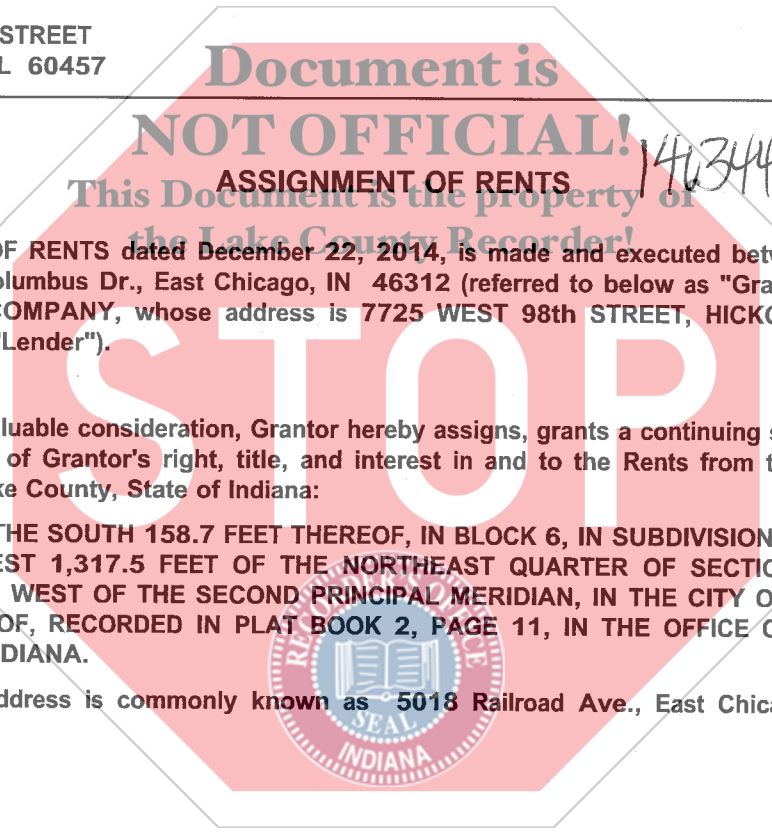 STREET
L 60457
Document is
NOT OFFICIAL!
146344
ASSIGNMENT OF RENTS
This Document is the property of
the Lake County Recorder!
OF RENTS dated December 22, 2014, is made and executed betw
olumbus Dr., East Chicago, IN 46312 (referred to below as "Gra
COMPANY, whose address is 7725 WEST 98th STREET, HICKO
"Lender").
STOP
luable consideration, Grantor hereby assigns, grants a continuing s
of Grantor's right, title, and interest in and to the Rents from t
ke County, State of Indiana:
THE SOUTH 158.7 FEET THEREOF, IN BLOCK 6, IN SUBDIVISION
EST 1,317.5 FEET OF THE NORTHEAST QUARTER OF SECTIO
WEST OF THE SECOND PRINCIPAL MERIDIAN, IN THE CITY O
OF, RECORDED IN PLAT BOOK 2, PAGE 11, IN THE OFFICE O
DIANA.
RECORDER'S OFFICE
SEAL
INDIANA
ddress is commonly known as 5018 Railroad Ave., East Chica